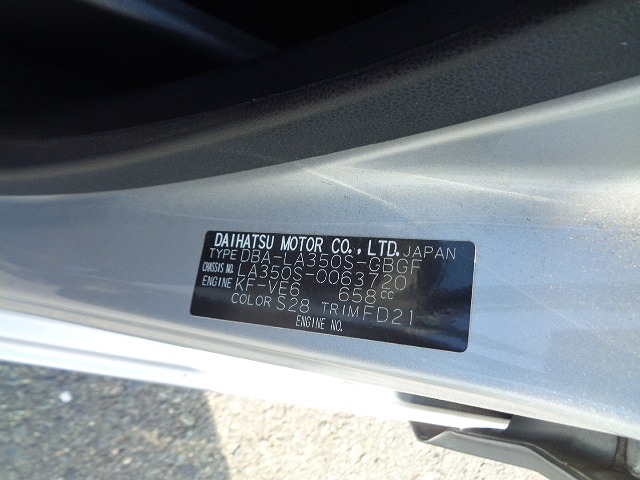 DAIHATSU MOTOR CO., LTD. JAPAN
TYPE DBA-LA350S-GBGF
CHASSIS NO. LA350S-0063720
ENGINE KF-VE6 658cc
COLOR S28 TRIM FD21
ENGINE NO.